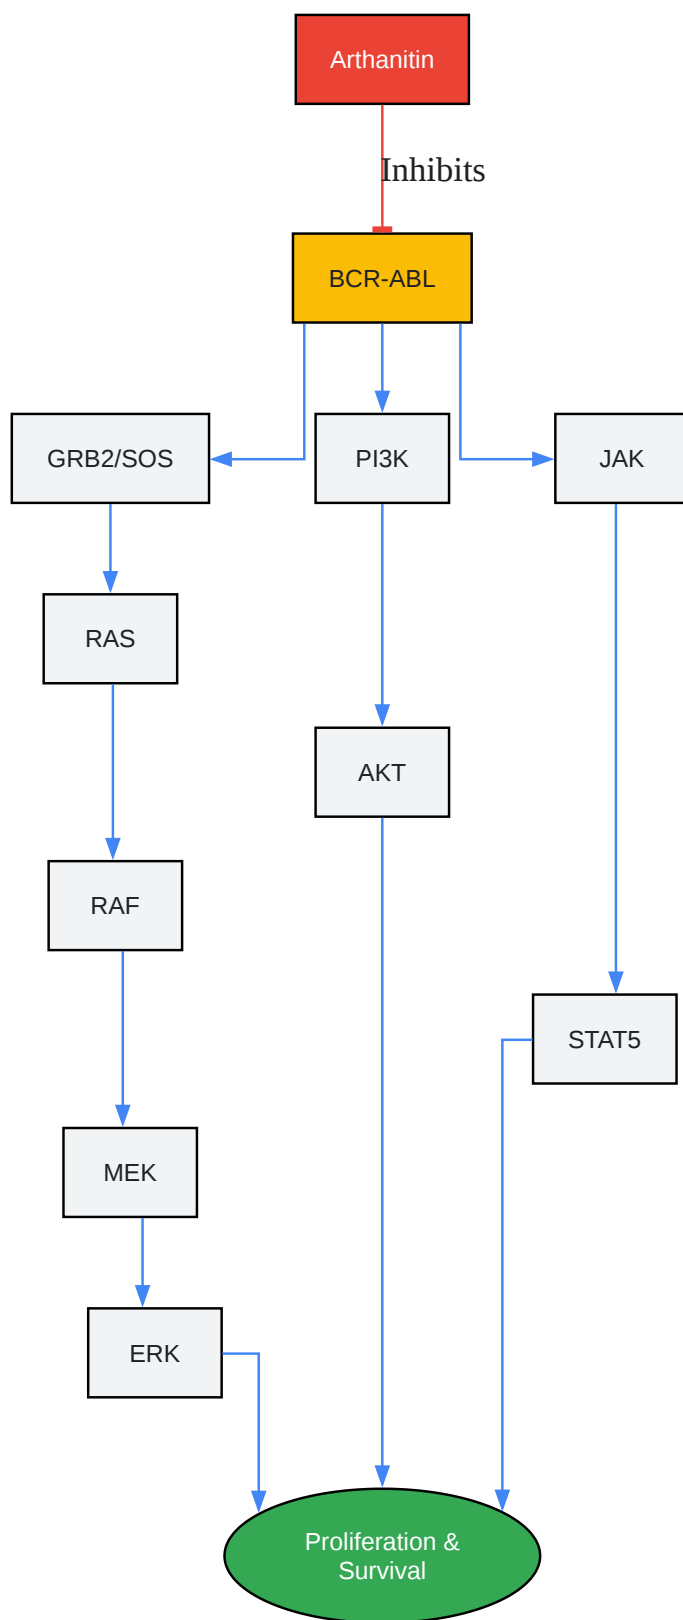 Arthanitin
Inhibits
BCR-ABL
GRB2/SOS
PI3K
JAK
RAS
AKT
RAF
STAT5
MEK
ERK
Proliferation &
Survival